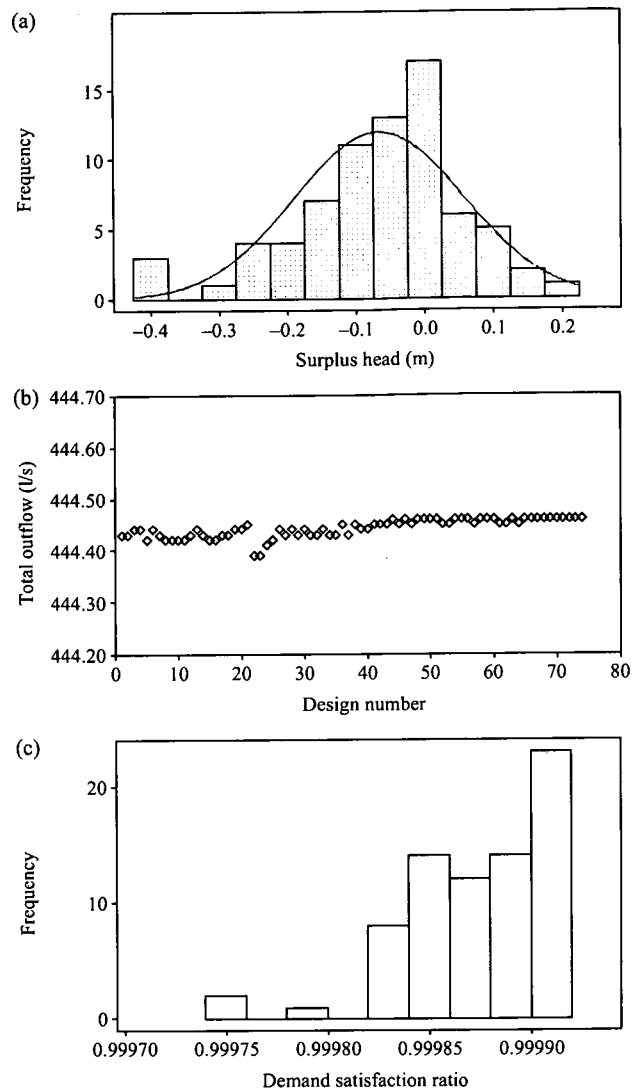 (a)
Frequency
15
10
5
0
−0.4 −0.3 −0.2 −0.1 0.0 0.1 0.2
Surplus head (m)
(b)
Total outflow (l/s)
444.70
444.60
444.50
444.40
444.30
444.20
0 10 20 30 40 50 60 70 80
Design number
(c)
Frequency
20
10
0
0.99970 0.99975 0.99980 0.99985 0.99990
Demand satisfaction ratio